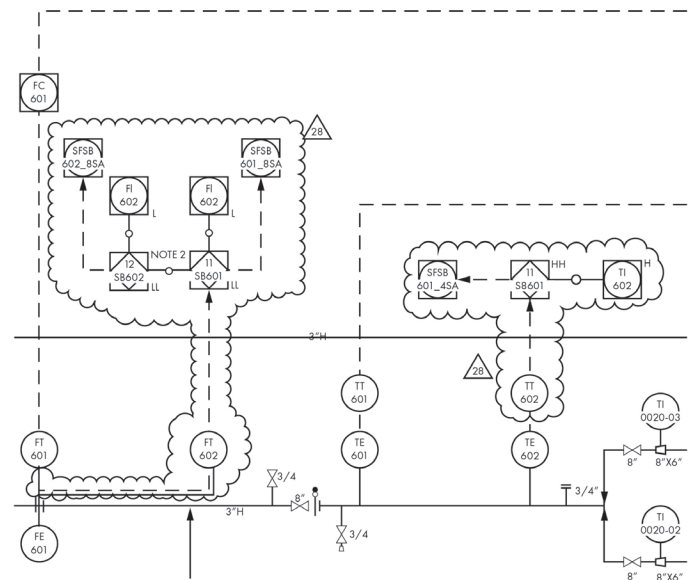 FC
601
28
SFSB
602_8SA
SFSB
601_8SA
FI
602
L
FI
602
L
NOTE 2
12
SB602
LL
11
SB601
LL
SFSB
601_4SA
11
SB601
HH
TI
602
H
3"H
28
TT
601
TT
602
TI
0020-03
FT
601
FT
602
TE
601
TE
602
8"
8"X6"
3/4
8"
3/4"
3"H
3/4
TI
0020-02
FE
601
8"
8"X6"